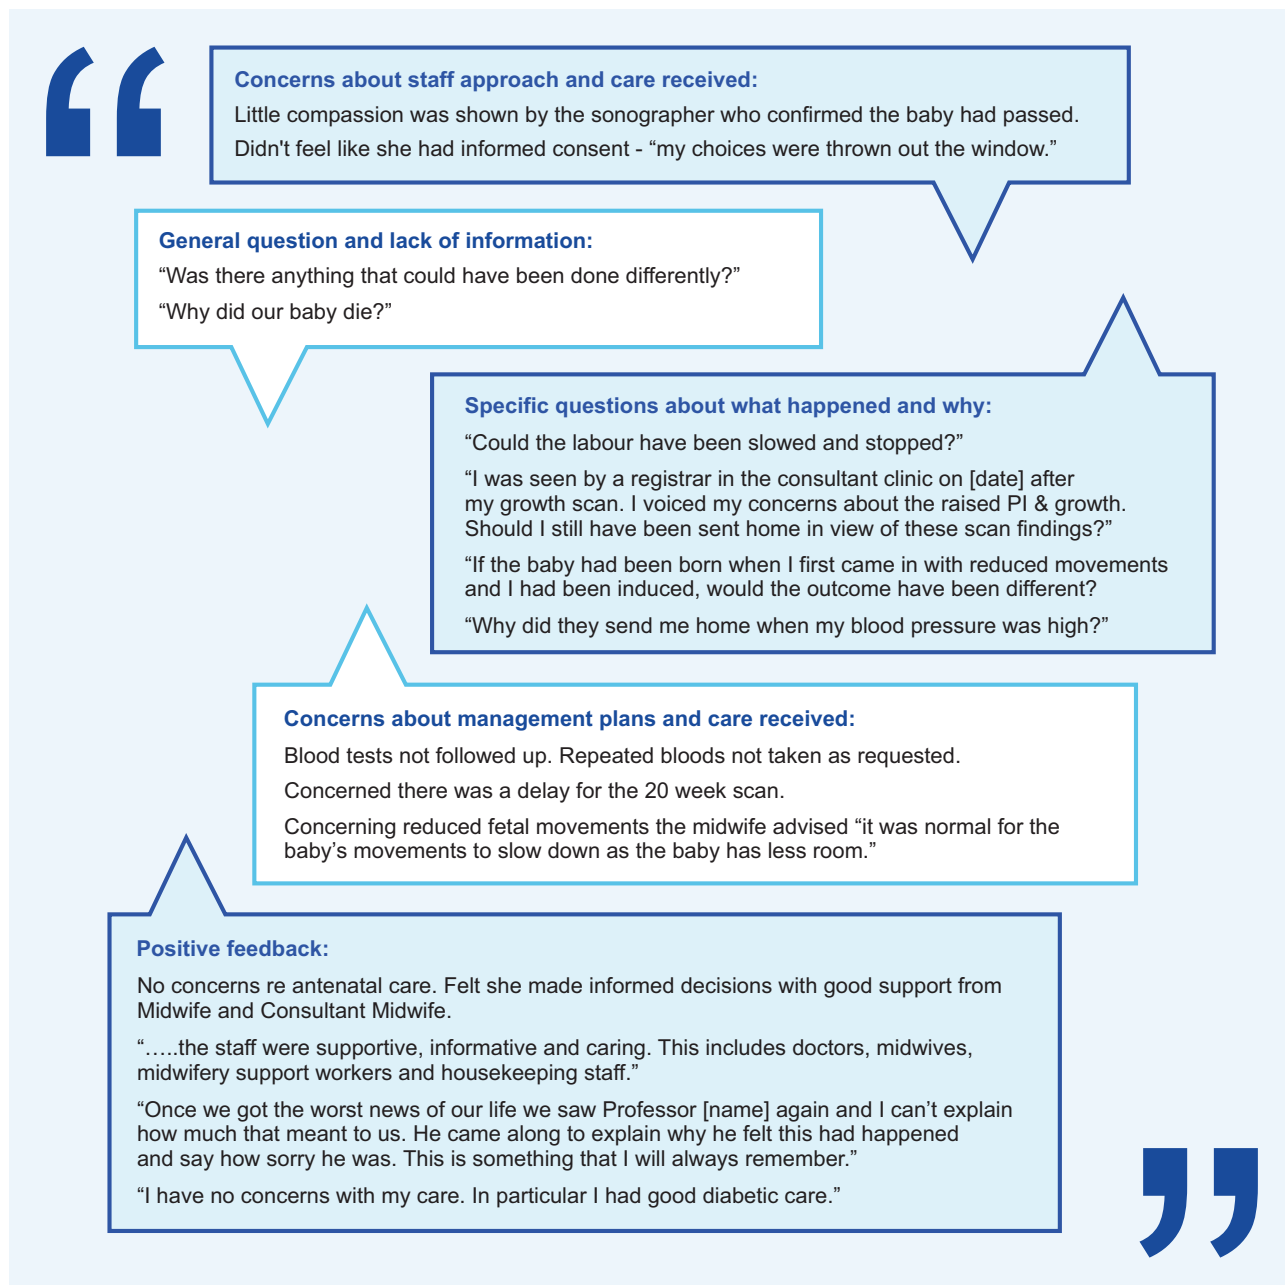 “
Concerns about staff approach and care received:
Little compassion was shown by the sonographer who confirmed the baby had passed.
Didn't feel like she had informed consent - “my choices were thrown out the window.”
General question and lack of information:
“Was there anything that could have been done differently?”
“Why did our baby die?”
Specific questions about what happened and why:
“Could the labour have been slowed and stopped?”
“I was seen by a registrar in the consultant clinic on [date] after
my growth scan. I voiced my concerns about the raised PI & growth.
Should I still have been sent home in view of these scan findings?”
“If the baby had been born when I first came in with reduced movements
and I had been induced, would the outcome have been different?
“Why did they send me home when my blood pressure was high?”
Concerns about management plans and care received:
Blood tests not followed up. Repeated bloods not taken as requested.
Concerned there was a delay for the 20 week scan.
Concerning reduced fetal movements the midwife advised “it was normal for the
baby’s movements to slow down as the baby has less room.”
Positive feedback:
No concerns re antenatal care. Felt she made informed decisions with good support from
Midwife and Consultant Midwife.
“…..the staff were supportive, informative and caring. This includes doctors, midwives,
midwifery support workers and housekeeping staff.”
“Once we got the worst news of our life we saw Professor [name] again and I can’t explain
how much that meant to us. He came along to explain why he felt this had happened
and say how sorry he was. This is something that I will always remember.”
“I have no concerns with my care. In particular I had good diabetic care.”
”